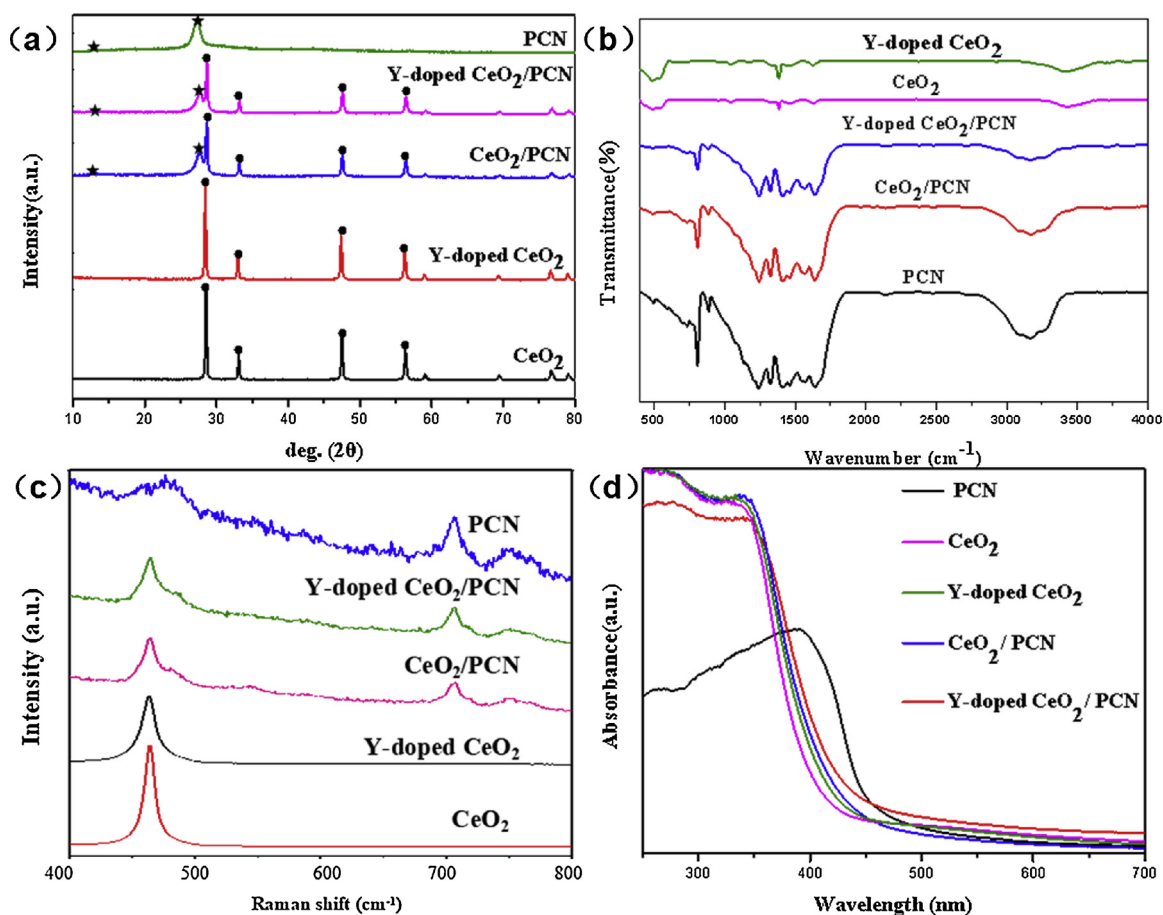 (a)
PCN
Y-doped CeO2/PCN
CeO2/PCN
Y-doped CeO2
CeO2
Intensity(a.u.)
10 20 30 40 50 60 70 80
deg. (2θ)
(b)
Y-doped CeO2
CeO2
Y-doped CeO2/PCN
CeO2/PCN
PCN
Transmittance(%)
500 1000 1500 2000 2500 3000 3500 4000
Wavenumber (cm-1)
(c)
PCN
Y-doped CeO2/PCN
CeO2/PCN
Y-doped CeO2
CeO2
Intensity (a.u.)
400 500 600 700 800
Raman shift (cm-1)
(d)
PCN
CeO2
Y-doped CeO2
CeO2/ PCN
Y-doped CeO2/ PCN
Absorbance(a.u.)
300 400 500 600 700
Wavelength (nm)